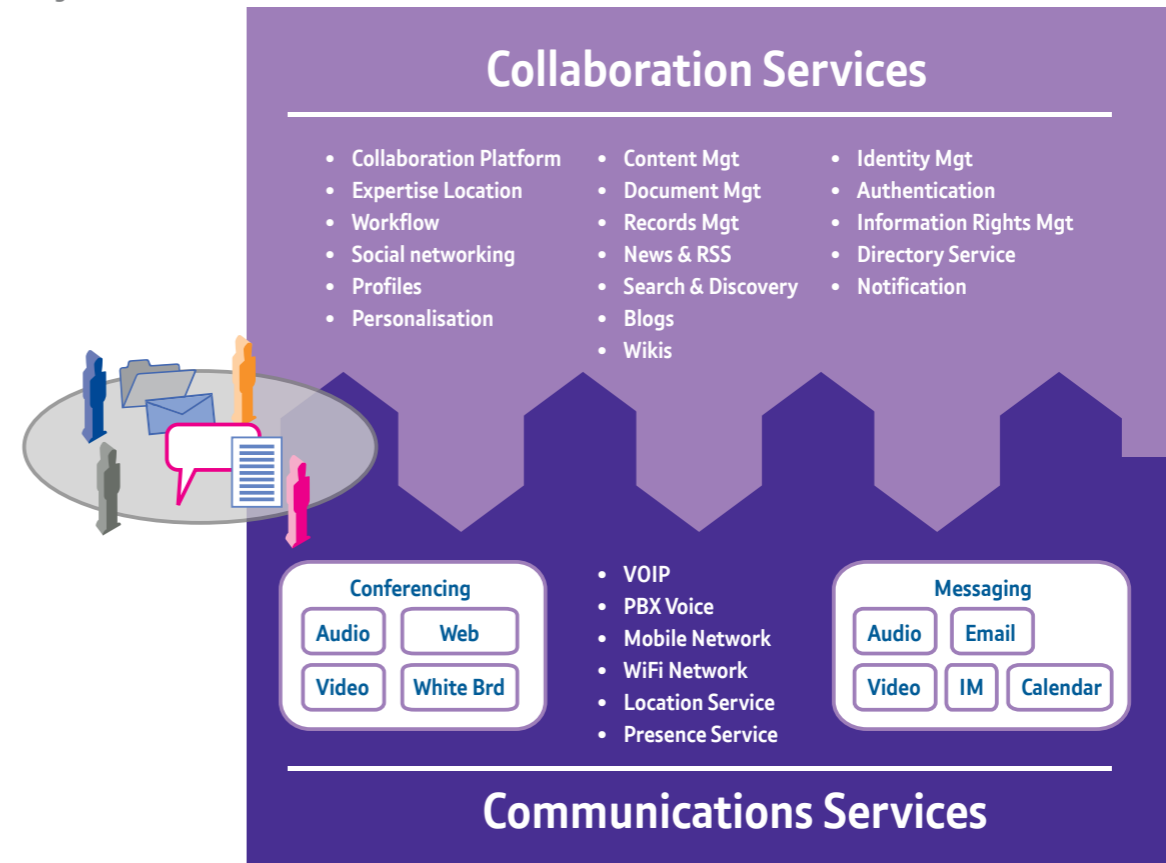 Collaboration Services
• Collaboration Platform
• Expertise Location
• Workflow
• Social networking
• Profiles
• Personalisation
• Content Mgt
• Document Mgt
• Records Mgt
• News & RSS
• Search & Discovery
• Blogs
• Wikis
• Identity Mgt
• Authentication
• Information Rights Mgt
• Directory Service
• Notification
Conferencing
Audio
Web
Video
White Brd
• VOIP
• PBX Voice
• Mobile Network
• WiFi Network
• Location Service
• Presence Service
Messaging
Audio
Email
Video
IM
Calendar
Communications Services